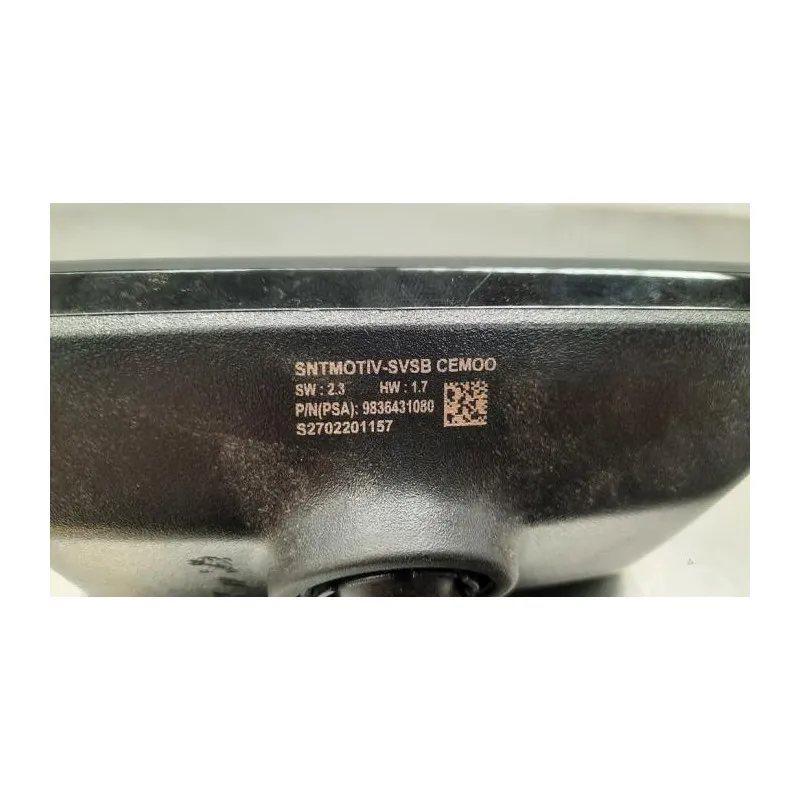 SNTMOTIV-SVSB CEMOO
SW : 2.3 HW : 1.7
P/N(PSA): 9836431080
S2702201157